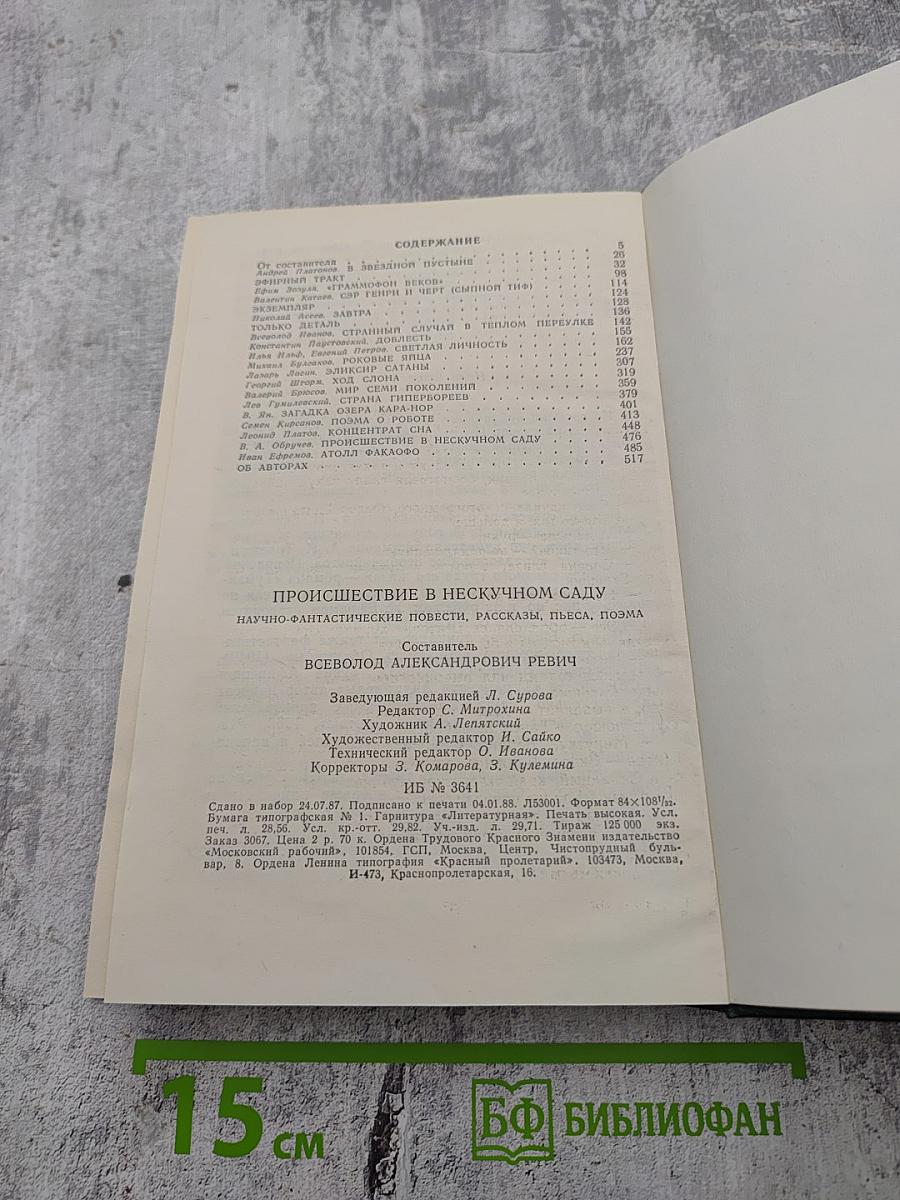 СОДЕРЖАНИЕ
От составителя . . . 5
Андрей Платонов. В ЗВЕЗДНОЙ ПУСТЫНЕ . . . 26
ЭФИРНЫЙ ТРАКТ . . . 32
Ефим Зозуля. «ГРАММОФОН ВЕКОВ» . . . 98
Валентин Катаев. СЭР ГЕНРИ И ЧЕРТ (СЫПНОЙ ТИФ) . . . 114
ЭКЗЕМПЛЯР . . . 124
Николай Асеев. ЗАВТРА . . . 128
ТОЛЬКО ДЕТАЛЬ . . . 136
Всеволод Иванов. СТРАННЫЙ СЛУЧАЙ В ТЕПЛОМ ПЕРЕУЛКЕ 142
Константин Паустовский. ДОБЛЕСТЬ . . . 155
Илья Ильф, Евгений Петров. СВЕТЛАЯ ЛИЧНОСТЬ . . . 162
Михаил Булгаков. РОКОВЫЕ ЯЙЦА . . . 237
Лазарь Лагин. ЭЛИКСИР САТАНЫ . . . 307
Георгий Шторм. ХОД СЛОНА . . . 319
Валерий Брюсов. МИР СЕМИ ПОКОЛЕНИЙ . . . 359
Лев Гумилевский. СТРАНА ГИПЕРБОРЕЕВ . . . 379
В. Ян. ЗАГАДКА ОЗЕРА КАРА-НОР . . . 401
Семен Кирсанов. ПОЭМА О РОБОТЕ . . . 413
Леонид Платов. КОНЦЕНТРАТ СНА . . . 448
В. А. Обручев. ПРОИСШЕСТВИЕ В НЕСКУЧНОМ САДУ . . . 476
Иван Ефремов. АТОЛЛ ФАКАОФО . . . 485
ОБ АВТОРАХ . . . 517
ПРОИСШЕСТВИЕ В НЕСКУЧНОМ САДУ
НАУЧНО-ФАНТАСТИЧЕСКИЕ ПОВЕСТИ, РАССКАЗЫ, ПЬЕСА, ПОЭМА
Составитель
ВСЕВОЛОД АЛЕКСАНДРОВИЧ РЕВИЧ
Заведующая редакцией Л. Сурова
Редактор С. Митрохина
Художник А. Лепятский
Художественный редактор И. Сайко
Технический редактор О. Иванова
Корректоры З. Комарова, З. Кулемина
ИБ № 3641
Сдано в набор 24.07.87. Подписано к печати 04.01.88. Л53001. Формат 84×108 1/32.
Бумага типографская № 1. Гарнитура «Литературная». Печать высокая. Усл.
печ. л. 28,56. Усл. кр.-отт. 29,82. Уч.-изд. л. 29,71. Тираж 125 000 экз.
Заказ 3067. Цена 2 р. 70 к. Ордена Трудового Красного Знамени издательство
«Московский рабочий», 101854, ГСП, Москва, Центр, Чистопрудный буль-
вар, 8. Ордена Ленина типография «Красный пролетарий». 103473, Москва,
И-473, Краснопролетарская, 16.
15 см
БФ БИБЛИОФАН